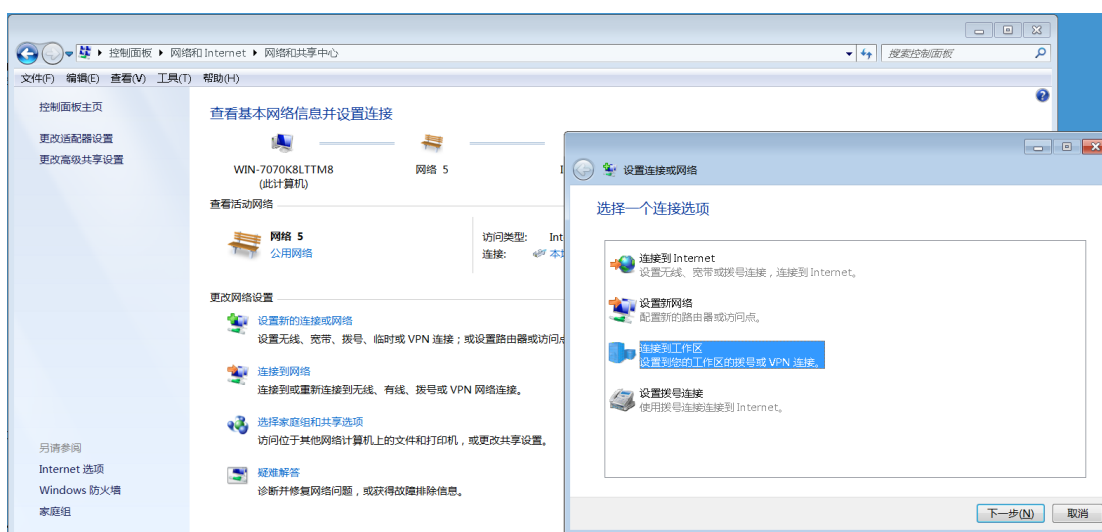 控制面板 ▸ 网络和 Internet ▸ 网络和共享中心
搜索控制面板
文件(F) 编辑(E) 查看(V) 工具(T) 帮助(H)
控制面板主页
更改适配器设置
更改高级共享设置
查看基本网络信息并设置连接
WIN-7070K8LTTM8
(此计算机)
网络 5
I
查看活动网络
网络 5
公用网络
访问类型: Int
连接: 本
更改网络设置
设置新的连接或网络
设置无线、宽带、拨号、临时或 VPN 连接；或设置路由器或访问点
连接到网络
连接到或重新连接到无线、有线、拨号或 VPN 网络连接。
选择家庭组和共享选项
访问位于其他网络计算机上的文件和打印机，或更改共享设置。
疑难解答
诊断并修复网络问题，或获得故障排除信息。
另请参阅
Internet 选项
Windows 防火墙
家庭组
设置连接或网络
选择一个连接选项
连接到 Internet
设置无线、宽带或拨号连接，连接到 Internet。
设置新网络
配置新的路由器或访问点。
连接到工作区
设置到您的工作区的拨号或 VPN 连接。
设置拨号连接
使用拨号连接连接到 Internet。
下一步(N) 取消